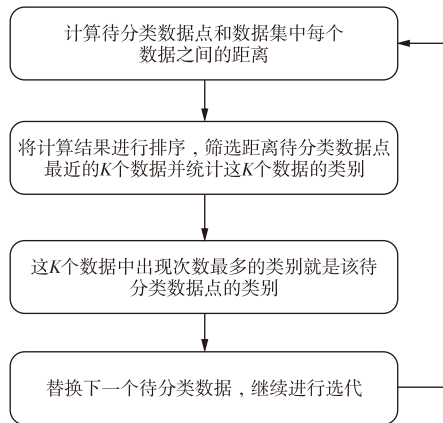 计算待分类数据点和数据集中每个
数据之间的距离
将计算结果进行排序，筛选距离待分类数据点
最近的K个数据并统计这K个数据的类别
这K个数据中出现次数最多的类别就是该待
分类数据点的类别
替换下一个待分类数据，继续进行选代